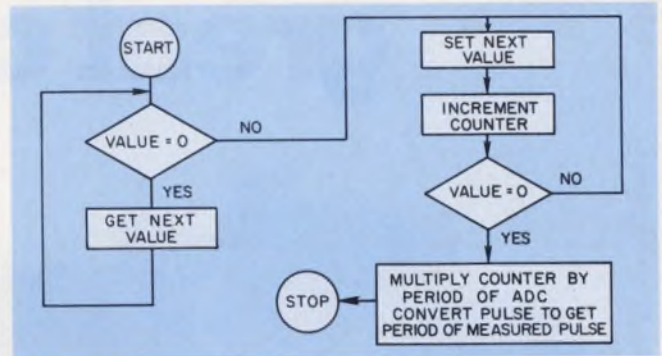 START
VALUE = 0
NO
YES
GET NEXT
VALUE
SET NEXT
VALUE
INCREMENT
COUNTER
VALUE=0
NO
YES
MULTIPLY COUNTER BY
PERIOD OF ADC
CONVERT PULSE TO GET
PERIOD OF MEASURED PULSE
STOP